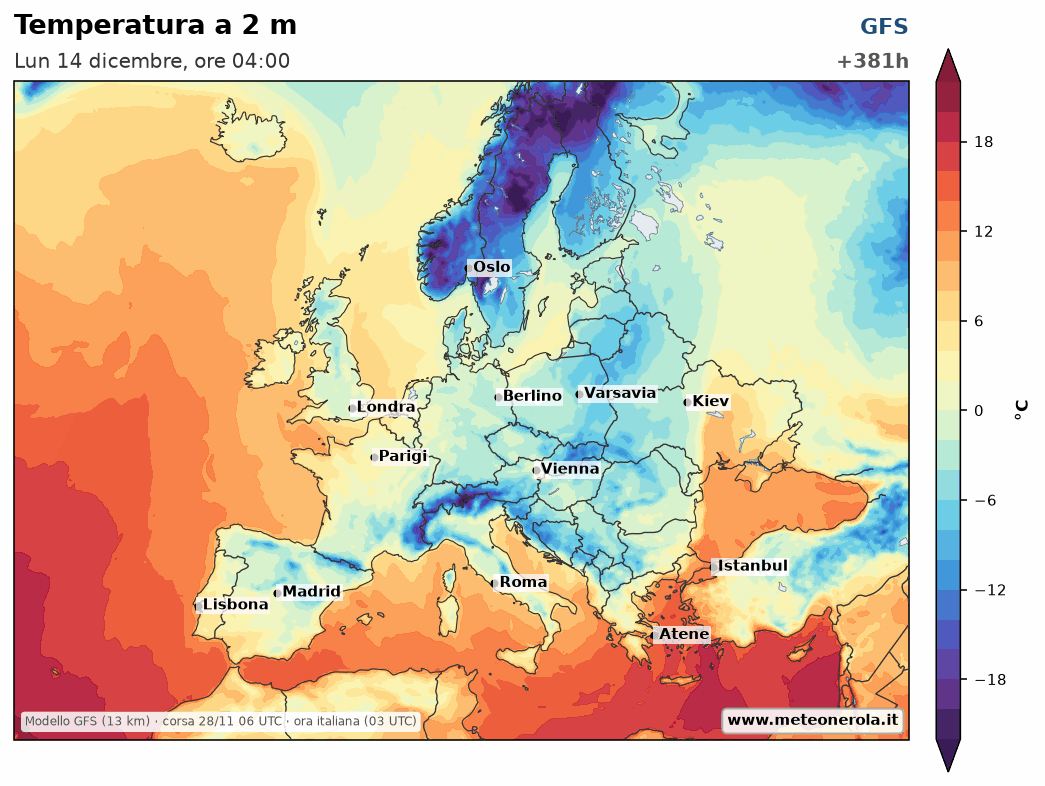 Temperatura a 2 m
GFS
Lun 14 dicembre, ore 04:00
+381h
18
12
6
0
−6
−12
−18
°C
Oslo
Berlino
Varsavia
Kiev
Londra
Parigi
Vienna
Istanbul
Roma
Madrid
Lisbona
Atene
Modello GFS (13 km) · corsa 28/11 06 UTC · ora italiana (03 UTC)
www.meteonerola.it